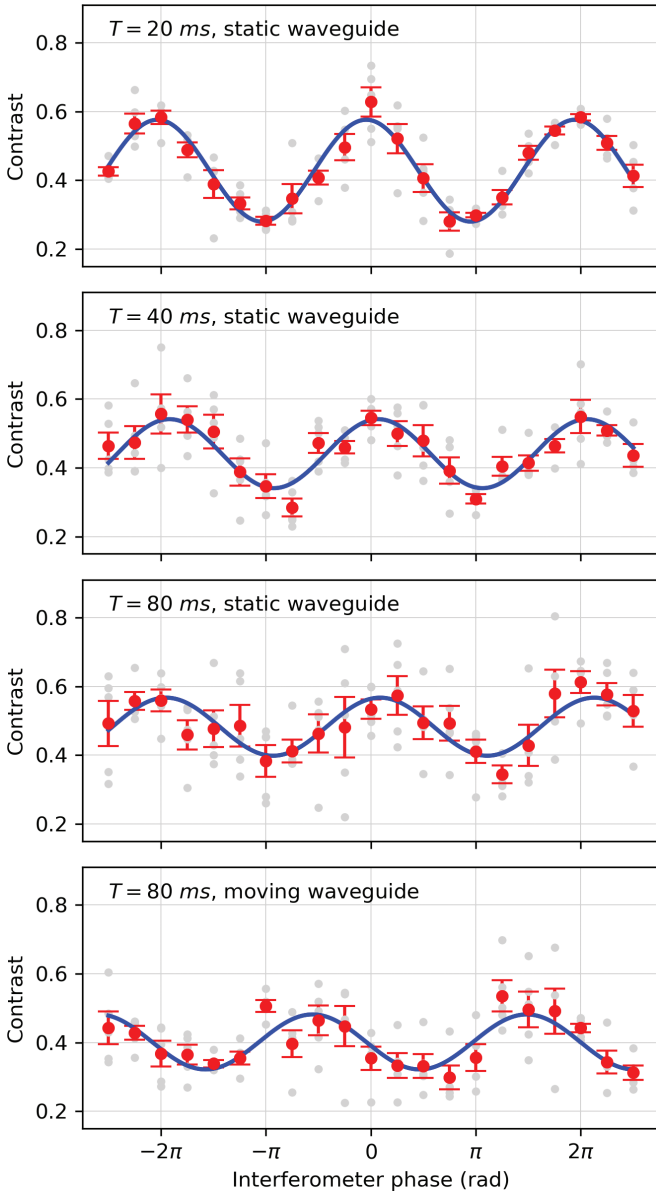 T = 20 ms, static waveguide
0.8
0.6
0.4
0.2
Contrast
T = 40 ms, static waveguide
0.8
0.6
0.4
0.2
Contrast
T = 80 ms, static waveguide
0.8
0.6
0.4
0.2
Contrast
T = 80 ms, moving waveguide
0.8
0.6
0.4
0.2
Contrast
−2π −π 0 π 2π
Interferometer phase (rad)